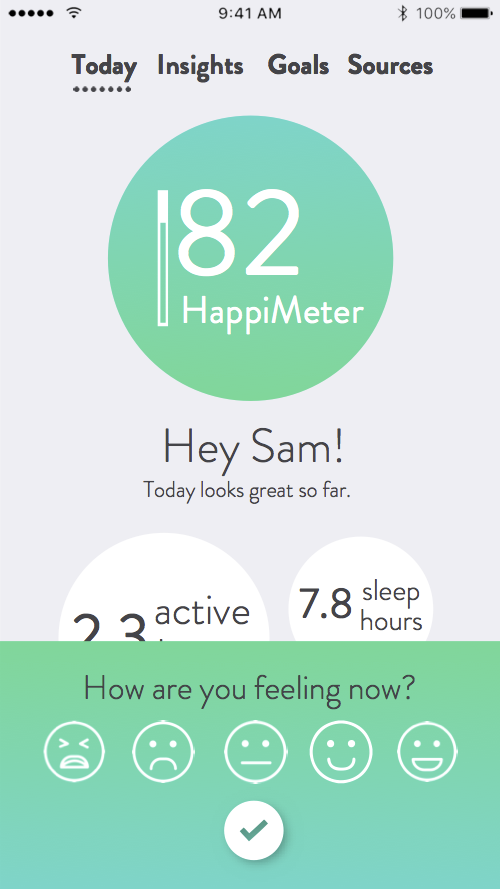 9:41 AM 100%
Today Insights Goals Sources
82
HappiMeter
Hey Sam!
Today looks great so far.
2.3 active
7.8 sleep
hours
How are you feeling now?